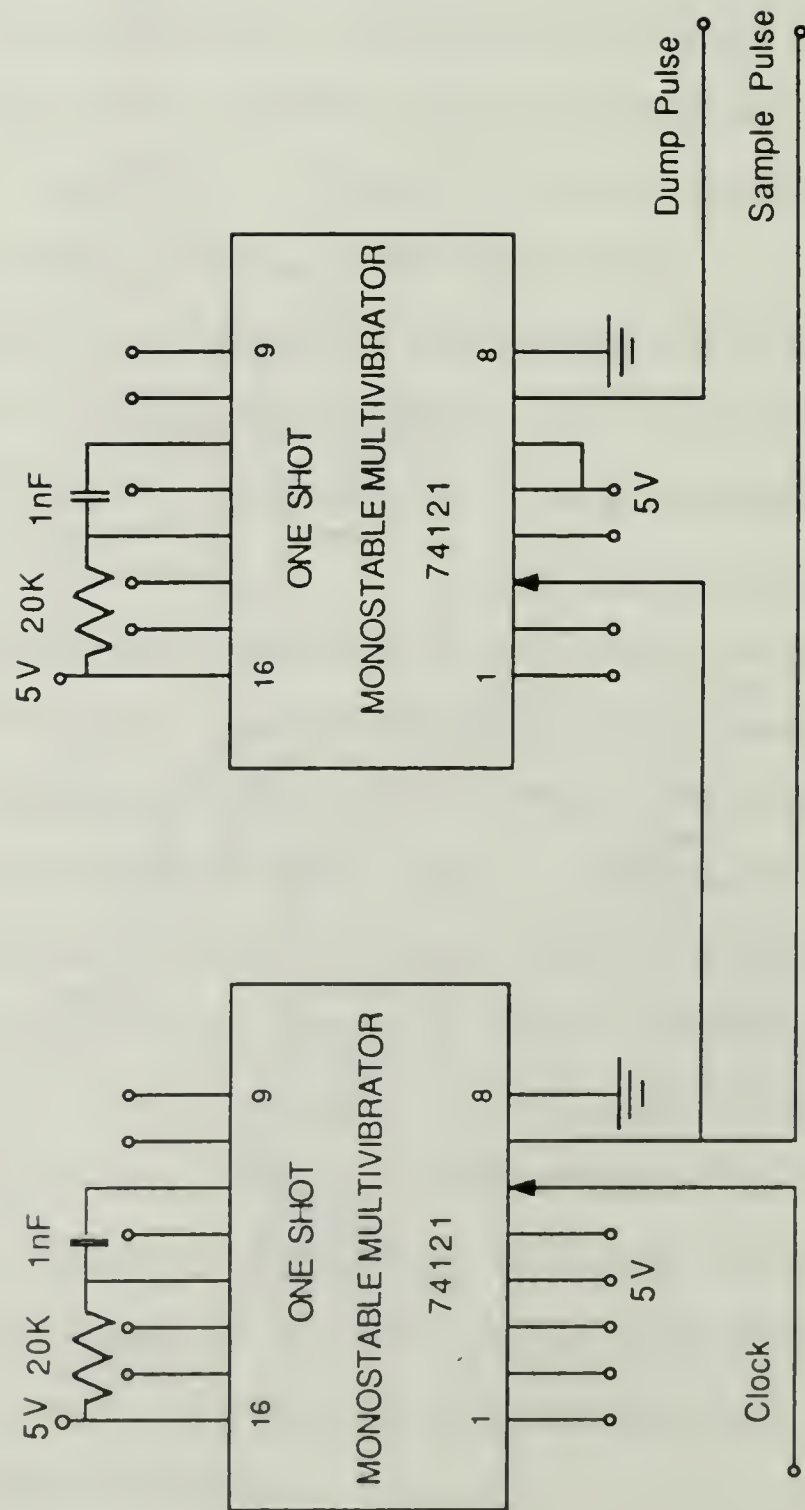 5V 20K 1nF
16
9
ONE SHOT
MONOSTABLE MULTIVIBRATOR
74121
1
8
5V
Clock
5V 20K 1nF
16
9
ONE SHOT
MONOSTABLE MULTIVIBRATOR
74121
1
8
5V
Dump Pulse
Sample Pulse